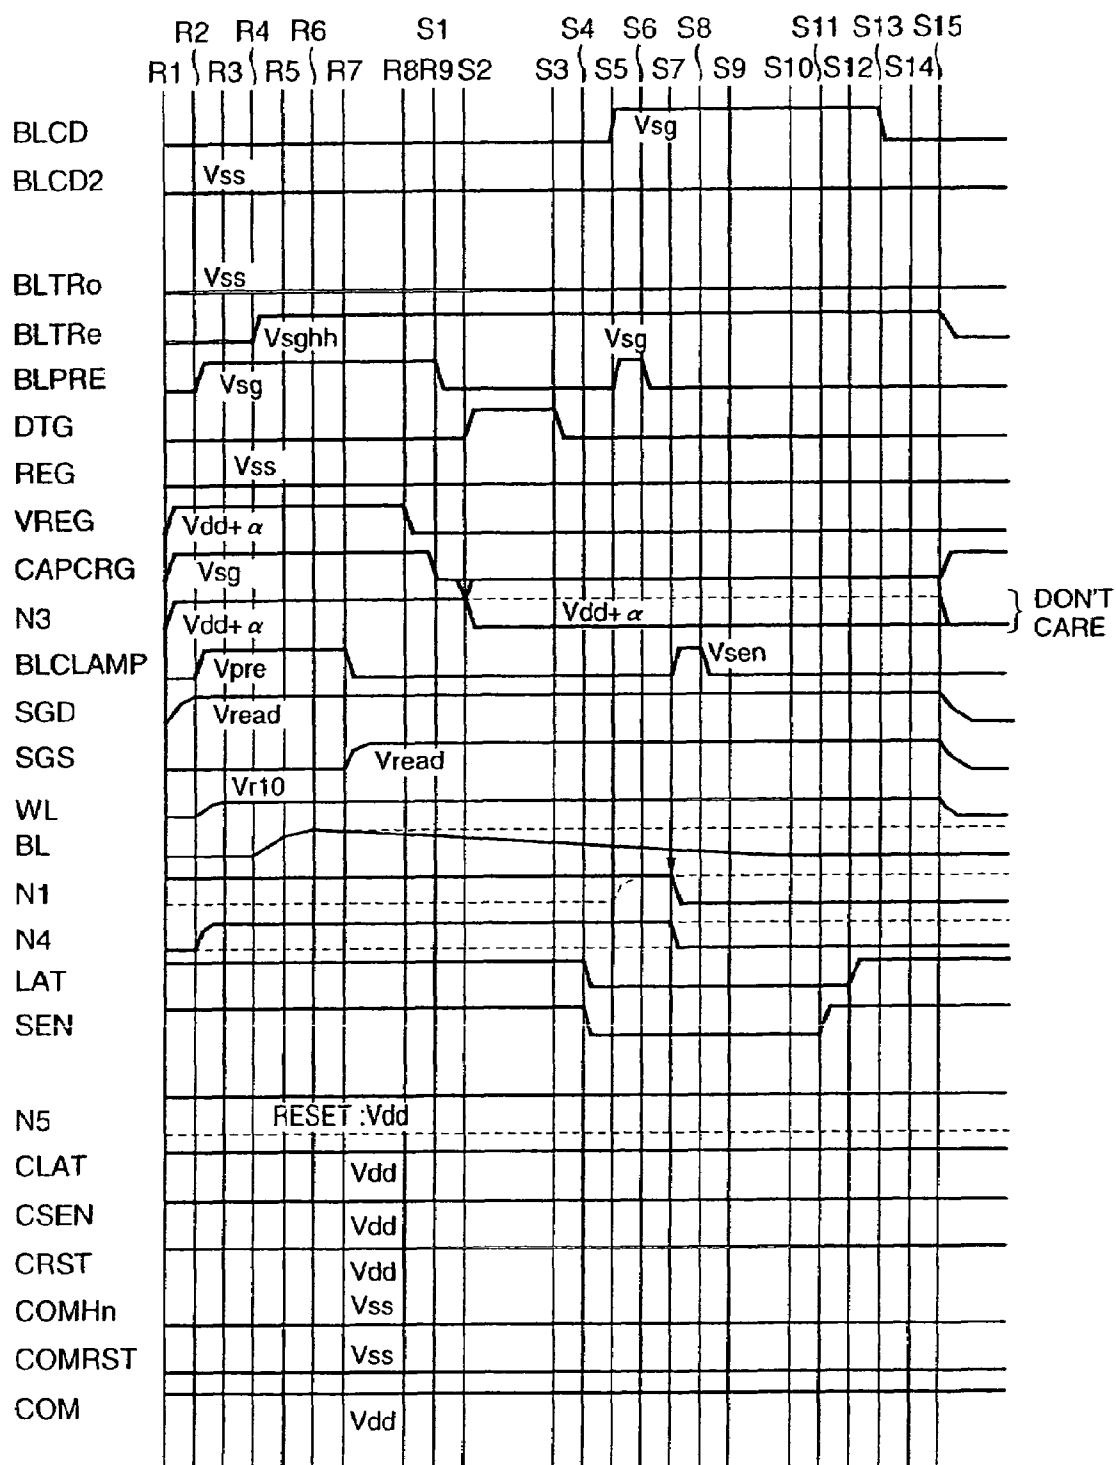 R2 R4 R6 S1 S4 S6 S8 S11 S13 S15
R1 R3 R5 R7 R8 R9 S2 S3 S5 S7 S9 S10 S12 S14
BLCD Vsg
BLCD2 Vss
BLTRo Vss
BLTRe Vsghh Vsg
BLPRE Vsg
DTG
REG Vss
VREG Vdd+α
CAPCRG Vsg
N3 Vdd+α Vdd+α DON'T CARE
BLCLAMP Vpre Vsen
SGD Vread
SGS Vread
WL Vr10
BL
N1
N4
LAT
SEN
N5 RESET :Vdd
CLAT Vdd
CSEN Vdd
CRST Vdd
COMHn Vss
COMRST Vss
COM Vdd